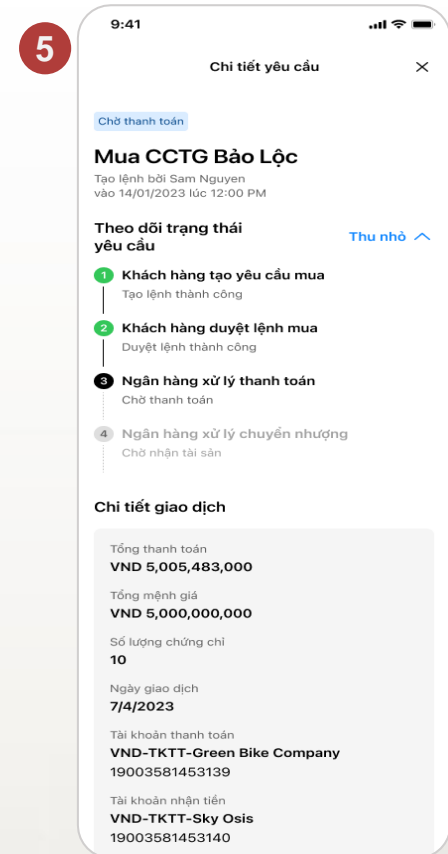 5
9:41
Chi tiết yêu cầu
Chờ thanh toán
Mua CCTG Bảo Lộc
Tạo lệnh bởi Sam Nguyen
vào 14/01/2023 lúc 12:00 PM
Theo dõi trạng thái
yêu cầu
Thu nhỏ
1 Khách hàng tạo yêu cầu mua
Tạo lệnh thành công
2 Khách hàng duyệt lệnh mua
Duyệt lệnh thành công
3 Ngân hàng xử lý thanh toán
Chờ thanh toán
4 Ngân hàng xử lý chuyển nhượng
Chờ nhận tài sản
Chi tiết giao dịch
Tổng thanh toán
VND 5,005,483,000
Tổng mệnh giá
VND 5,000,000,000
Số lượng chứng chỉ
10
Ngày giao dịch
7/4/2023
Tài khoản thanh toán
VND-TKTT-Green Bike Company
19003581453139
Tài khoản nhận tiền
VND-TKTT-Sky Osis
19003581453140